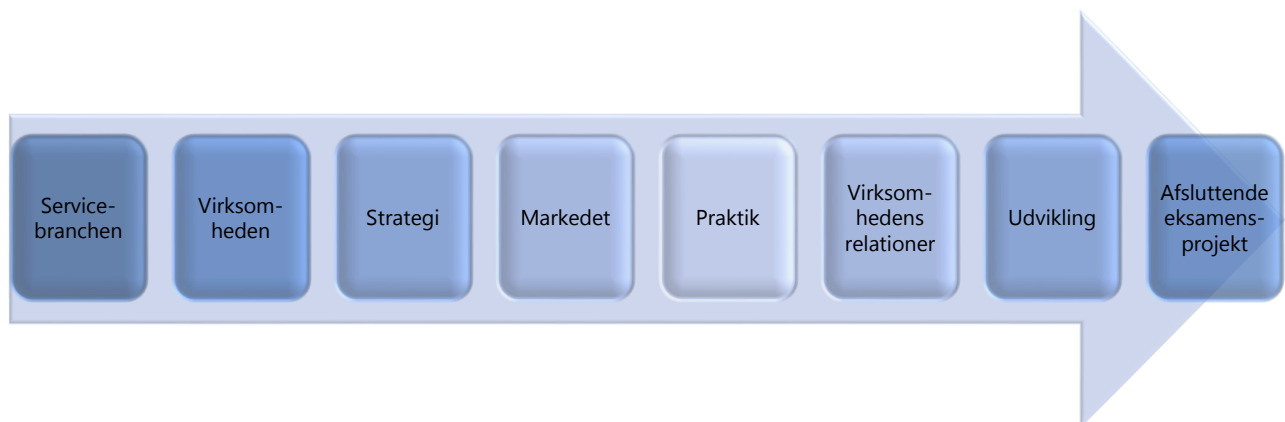 Service-
branchen
Virksom-
heden
Strategi
Markedet
Praktik
Virksom-
hedens
relationer
Udvikling
Afsluttende
eksamens-
projekt